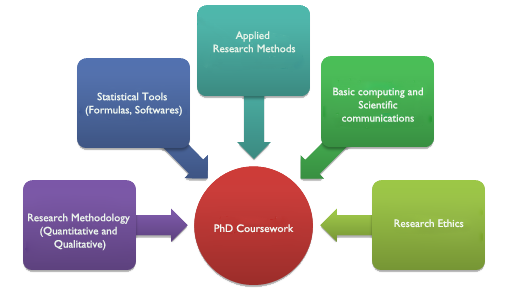 Applied
Research Methods
Statistical Tools
(Formulas, Softwares)
Basic computing and
Scientific
communications
Research Methodology
(Quantitative and
Qualitative)
PhD Coursework
Research Ethics